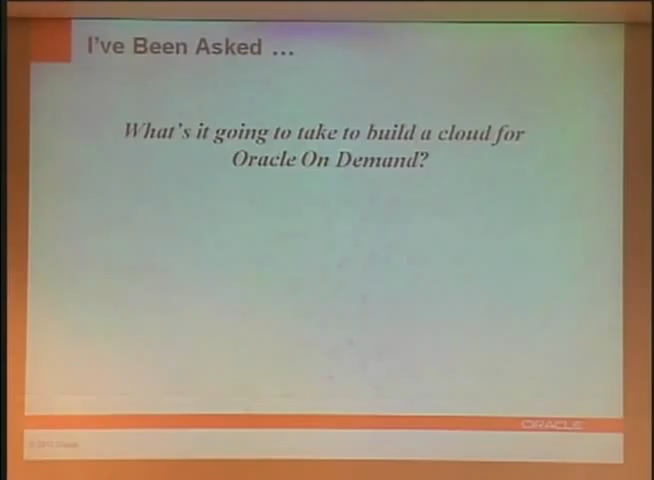 I've Been Asked ...
What's it going to take to build a cloud for
Oracle On Demand?
ORACLE